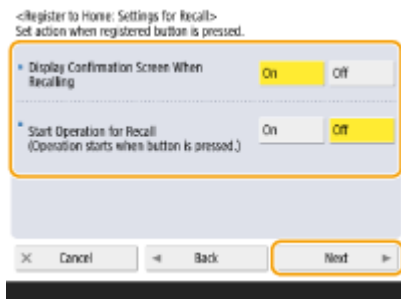 <Register to Home: Settings for Recall>
Set action when registered button is pressed.
Display Confirmation Screen When
Recalling
On Off
Start Operation for Recall
(Operation starts when button is pressed.)
On Off
× Cancel ◄ Back Next ►